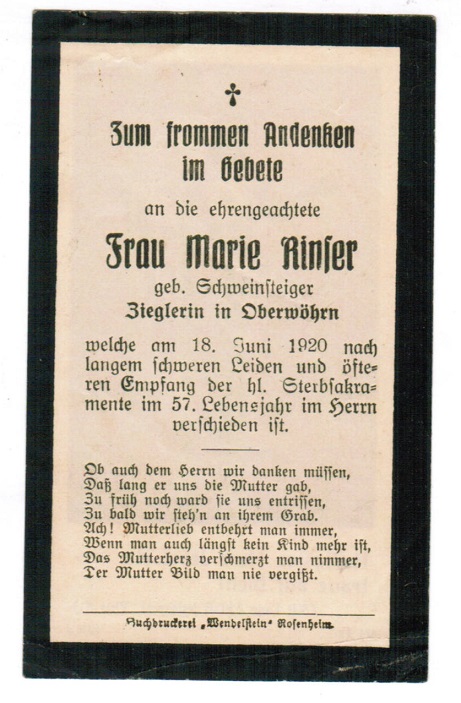 Zum frommen Andenken
im Gebete
an die ehrengeachtete
Frau Marie Rinser
geb. Schweinsteiger
Zieglerin in Oberwöhrn
welche am 18. Juni 1920 nach
langem schweren Leiden und öfte-
ren Empfang der hl. Sterbsakra-
mente im 57. Lebensjahr im Herrn
verschieden ist.
Ob auch dem Herrn wir danken müssen,
Daß lang er uns die Mutter gab,
Zu früh noch ward sie uns entrissen,
Zu bald wir steh'n an ihrem Grab.
Ach! Mutterlieb entbehrt man immer,
Wenn man auch längst kein Kind mehr ist,
Das Mutterherz verschmerzt man nimmer,
Der Mutter Bild man nie vergißt.
Buchdruckerei „Wendelstein" Rosenheim.